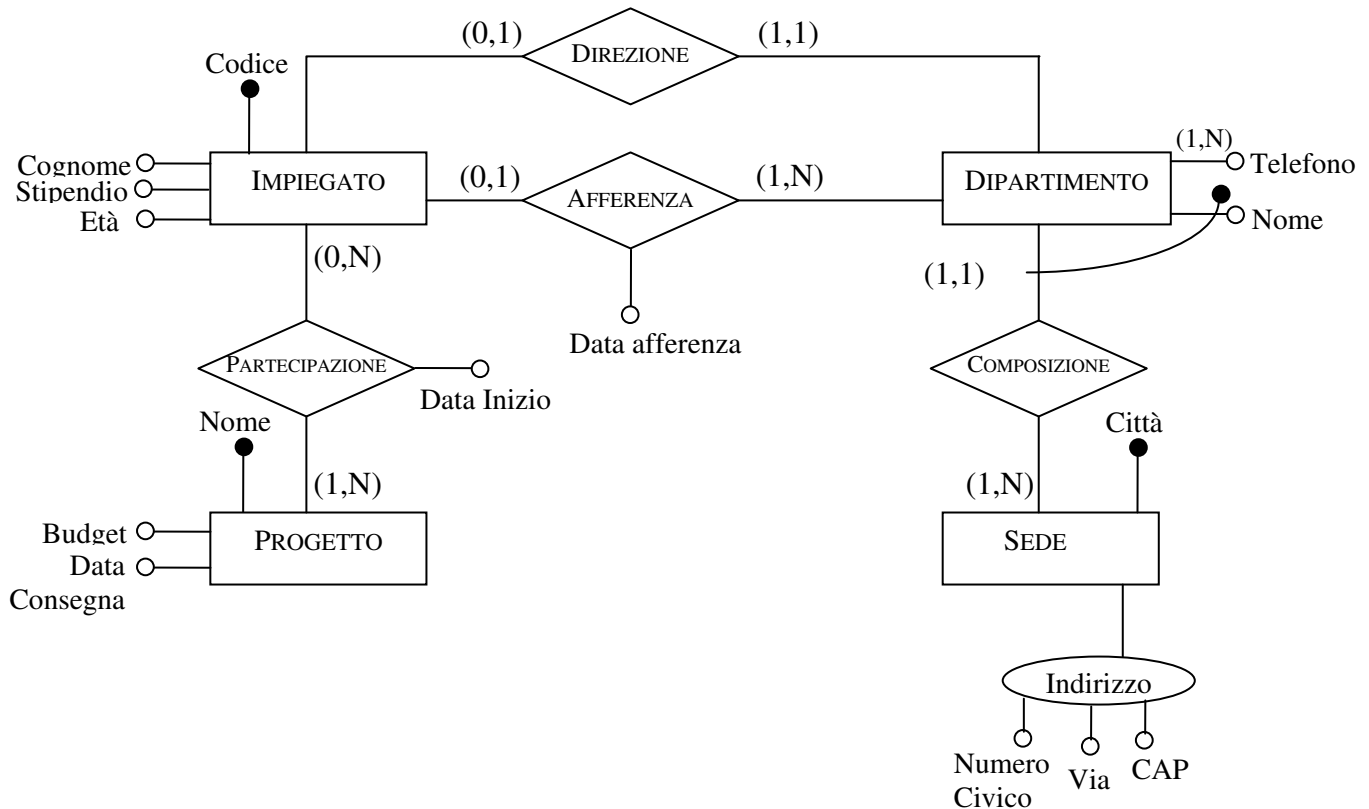 (0,1)
DIREZIONE
(1,1)
Codice
Cognome
Stipendio
Età
IMPIEGATO
(0,1)
AFFERENZA
(1,N)
DIPARTIMENTO
(1,N)
Telefono
Nome
(0,N)
(1,1)
Data afferenza
PARTECIPAZIONE
Data Inizio
COMPOSIZIONE
Nome
Città
(1,N)
(1,N)
Budget
Data
Consegna
PROGETTO
SEDE
Indirizzo
Numero
Civico
Via
CAP